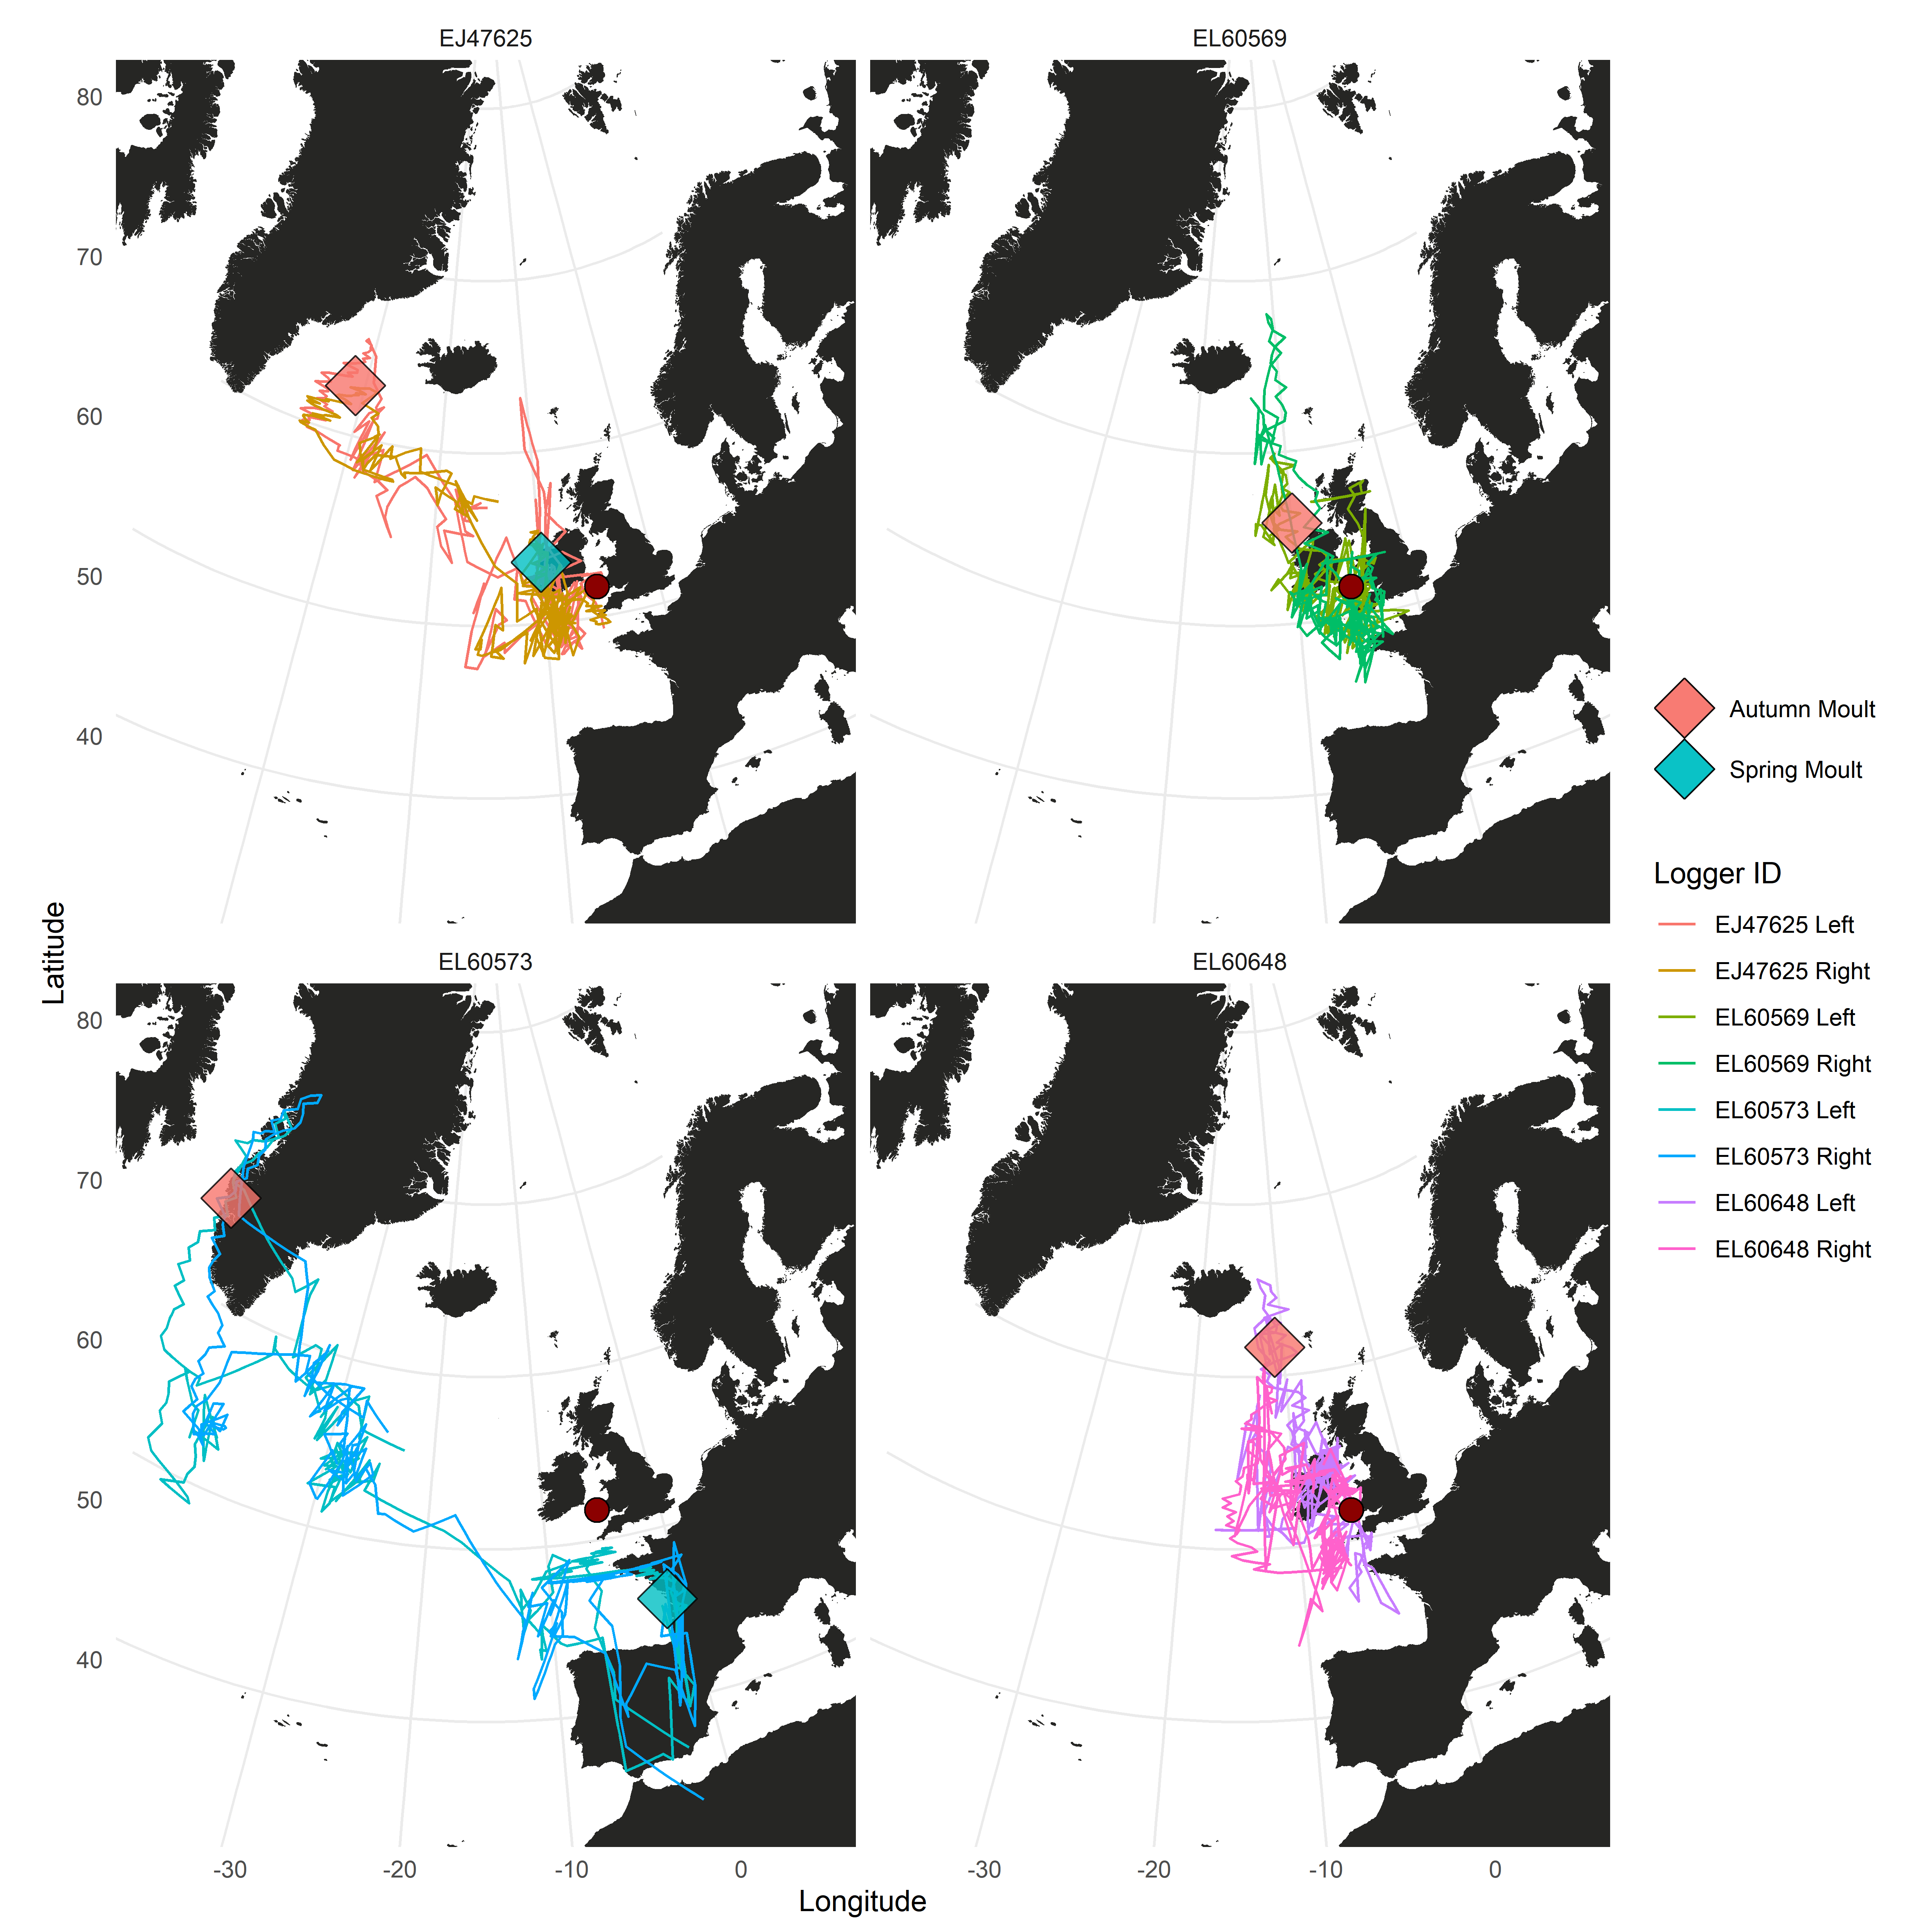 EJ47625
EL60569
80
70
60
50
40
Latitude
EL60573
EL60648
80
70
60
50
40
-30
-20
-10
0
-30
-20
-10
0
Longitude
Autumn Moult
Spring Moult
Logger ID
EJ47625 Left
EJ47625 Right
EL60569 Left
EL60569 Right
EL60573 Left
EL60573 Right
EL60648 Left
EL60648 Right